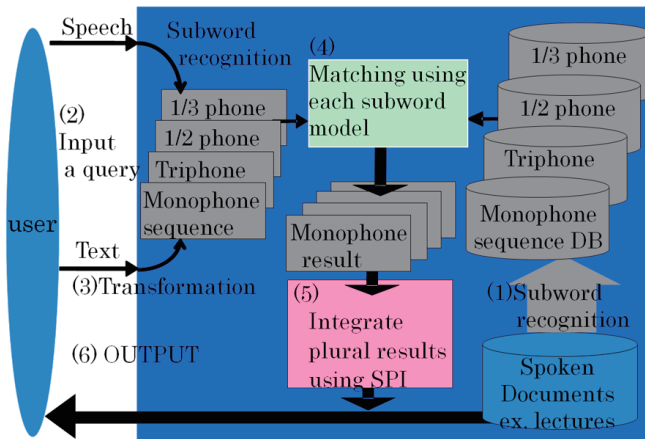 Speech
Subword
recognition
(4)
Matching using
each subword
model
1/3 phone
1/2 phone
Triphone
Monophone
sequence DB
(2)
Input
a query
1/3 phone
1/2 phone
Triphone
Monophone
sequence
user
Text
(3)Transformation
Monophone
result
(5)
Integrate
plural results
using SPI
(1)Subword
recognition
Spoken
Documents
ex. lectures
(6) OUTPUT